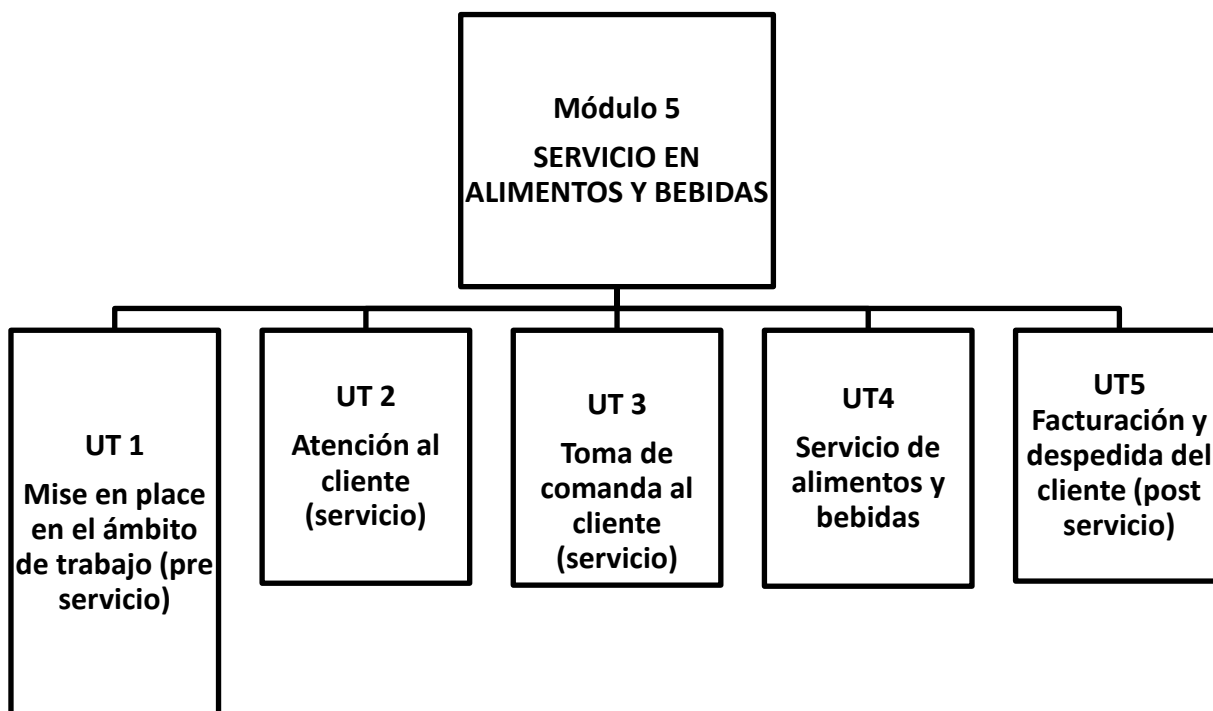 Módulo 5
SERVICIO EN
ALIMENTOS Y BEBIDAS
UT 1
Mise en place
en el ámbito
de trabajo (pre
servicio)
UT 2
Atención al
cliente
(servicio)
UT 3
Toma de
comanda al
cliente
(servicio)
UT4
Servicio de
alimentos y
bebidas
UT5
Facturación y
despedida del
cliente (post
servicio)